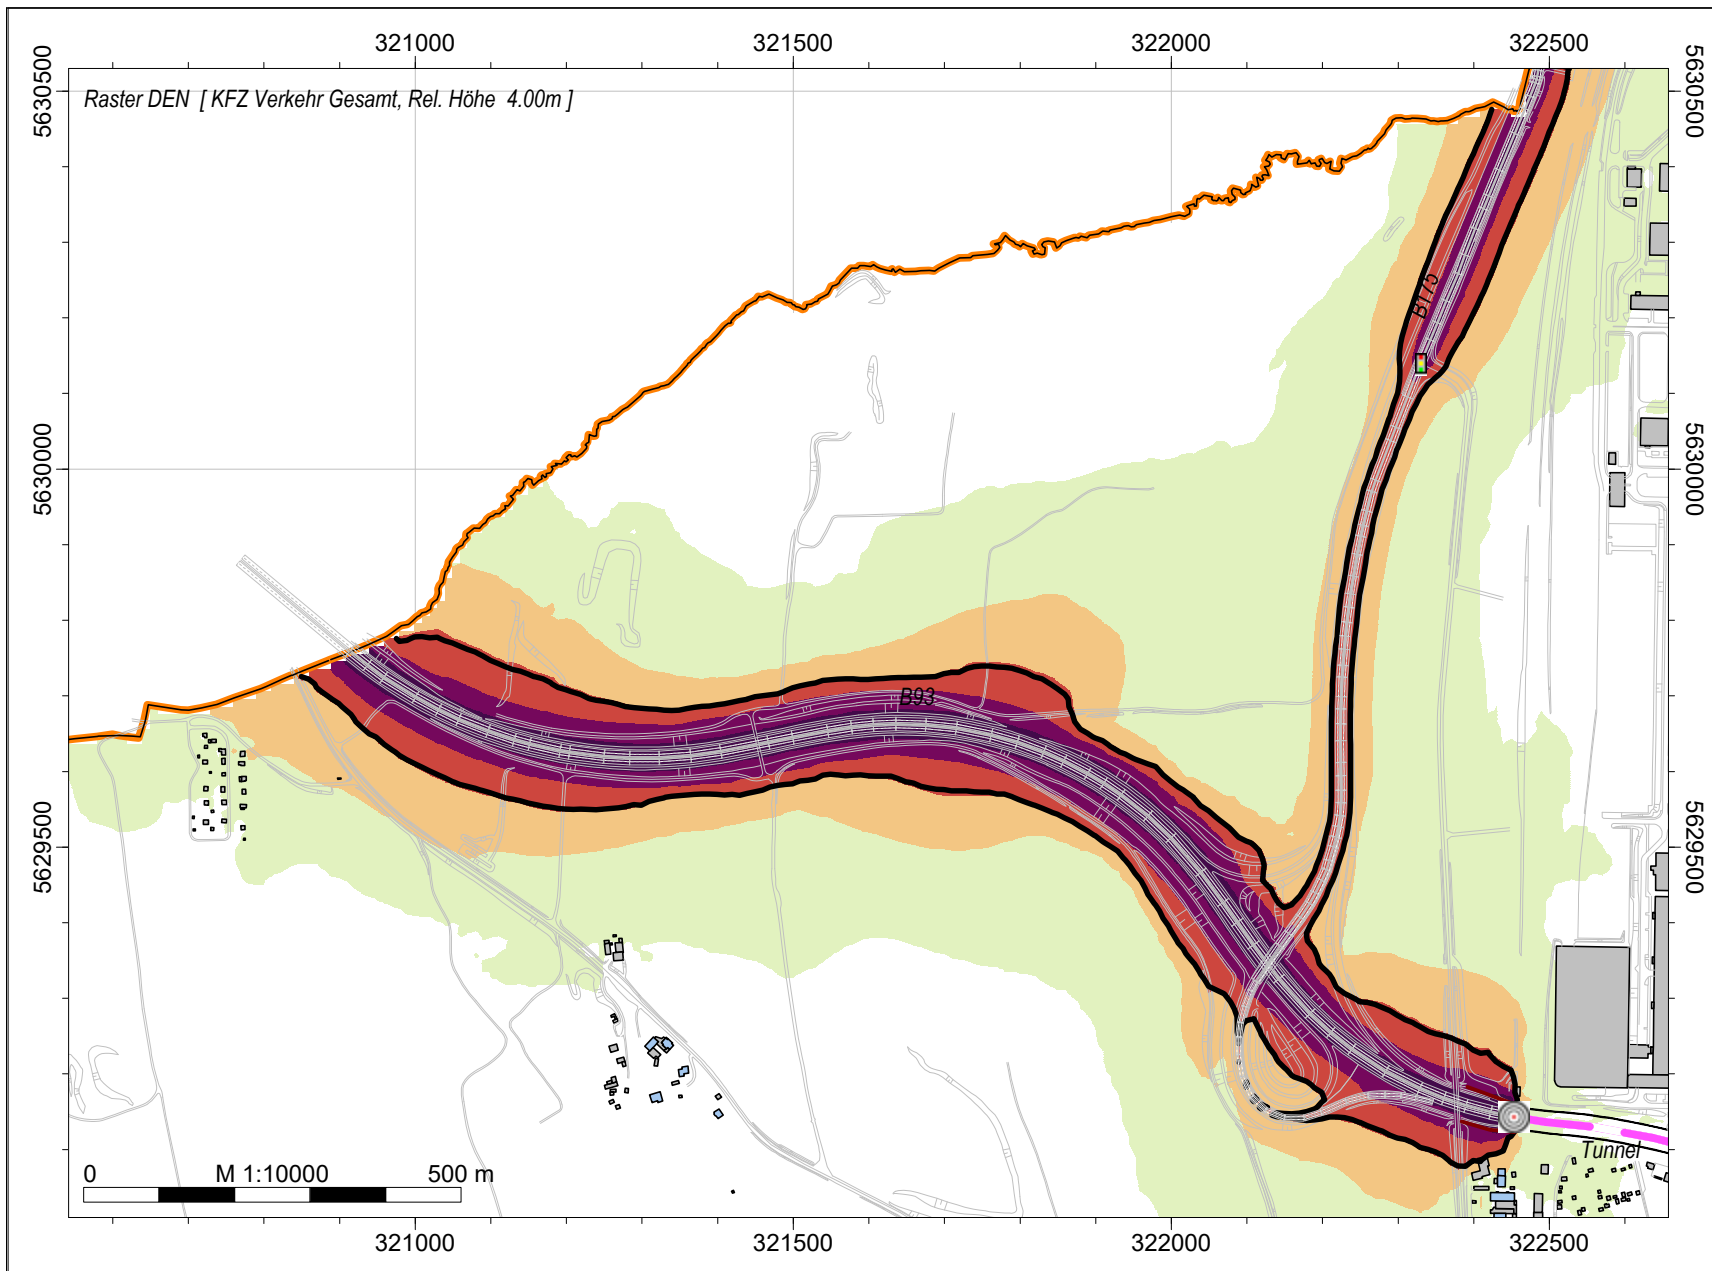 321000 321500 322000 322500
Raster DEN [ KFZ Verkehr Gesamt, Rel. Höhe 4.00m ]
5630500 5630500
B175
5630000 5630000
B93
5629500 5629500
Tunnel
0 M 1:10000 500 m
321000 321500 322000 322500